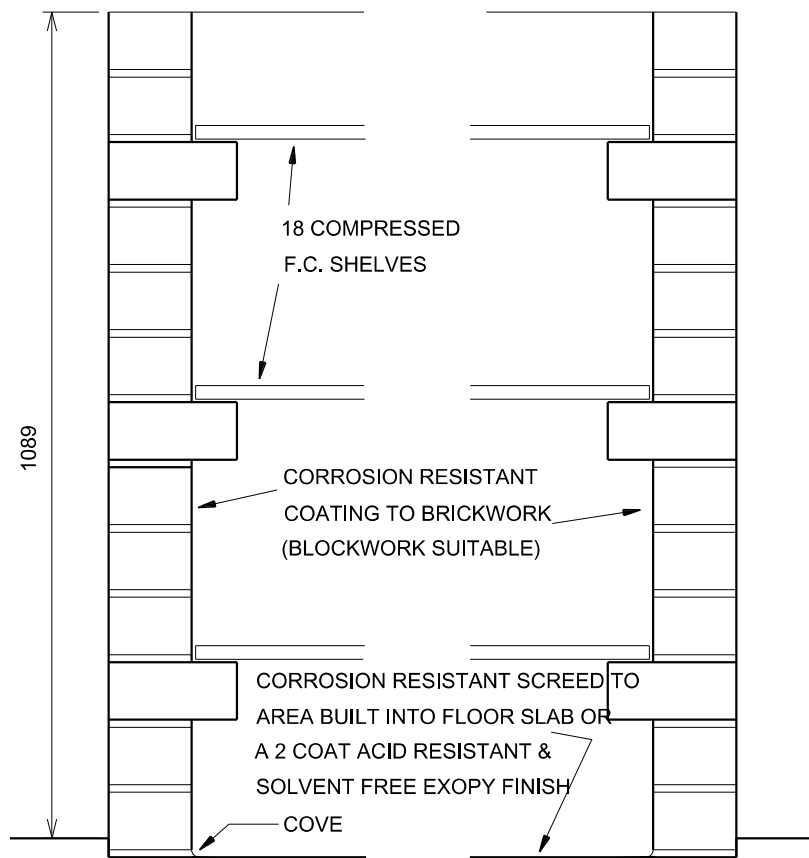 18 COMPRESSED
F.C. SHELVES
1089
CORROSION RESISTANT
COATING TO BRICKWORK
(BLOCKWORK SUITABLE)
CORROSION RESISTANT SCREED TO
AREA BUILT INTO FLOOR SLAB OR
A 2 COAT ACID RESISTANT &
SOLVENT FREE EXOPY FINISH
COVE